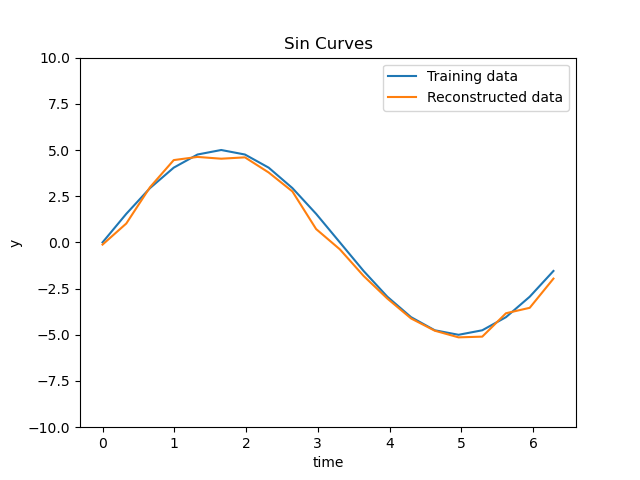 Sin Curves
Training data
Reconstructed data
10.0
7.5
5.0
2.5
0.0
−2.5
−5.0
−7.5
−10.0
y
0 1 2 3 4 5 6
time